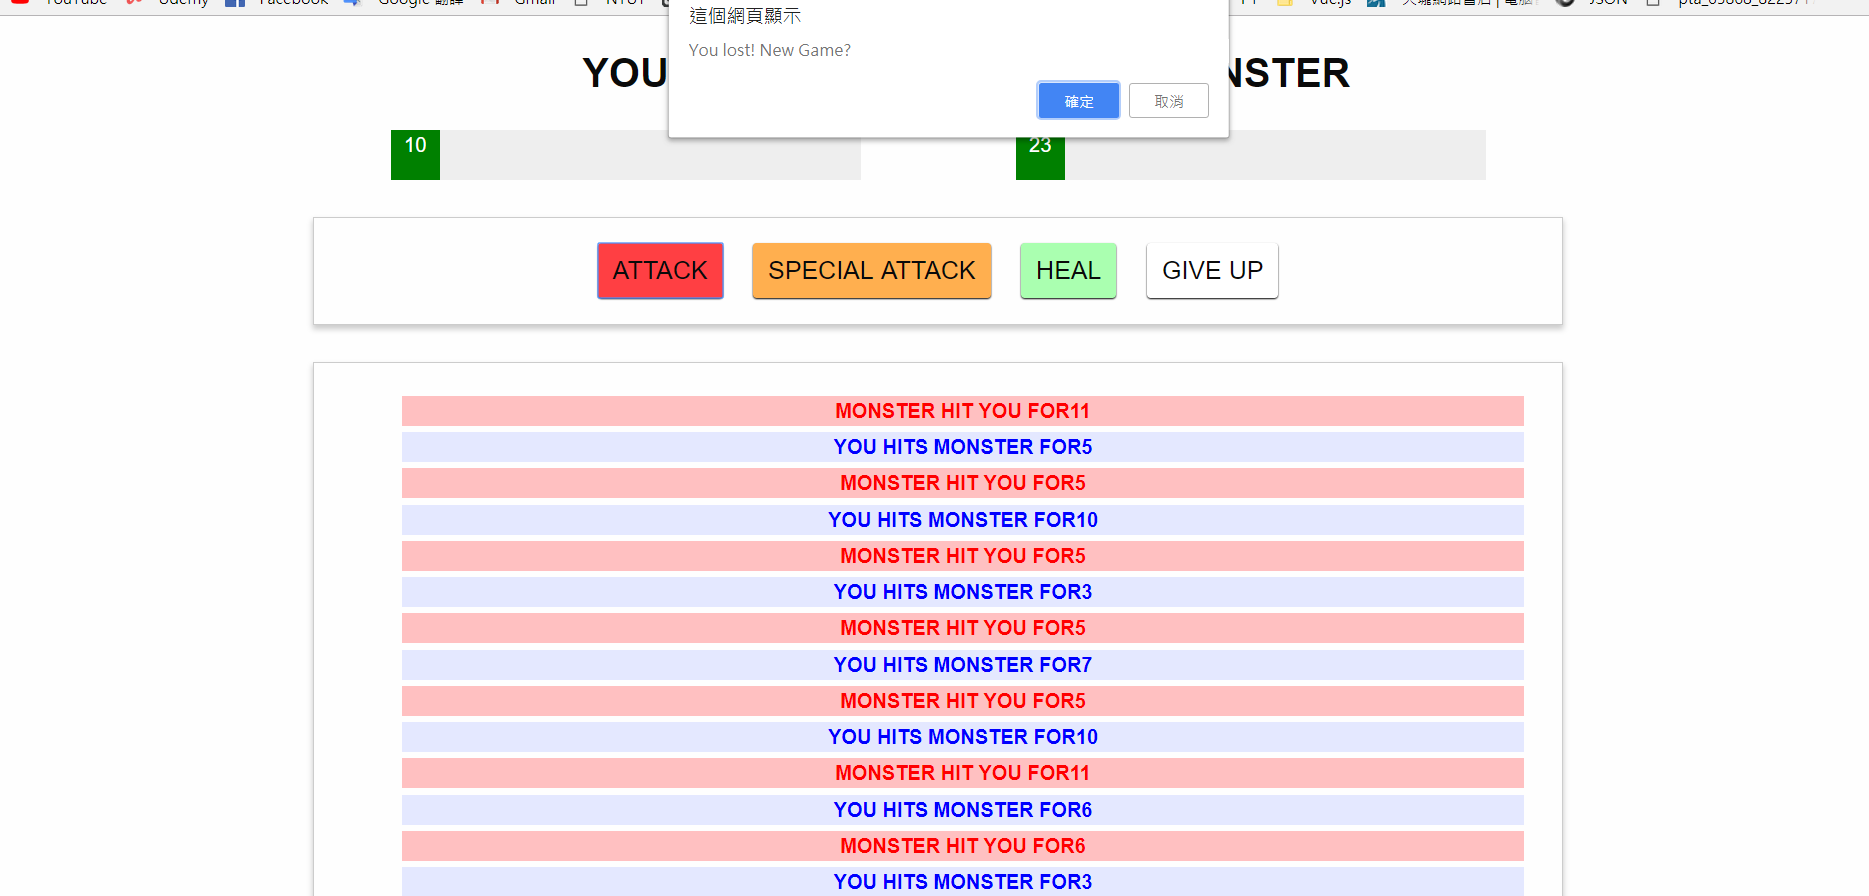 YouTube Udemy Facebook Google 翻譯 Gmail NTUT Vue.js JSON
這個網頁顯示
You lost! New Game?
確定 取消
YOU NSTER
10 23
ATTACK SPECIAL ATTACK HEAL GIVE UP
MONSTER HIT YOU FOR11
YOU HITS MONSTER FOR5
MONSTER HIT YOU FOR5
YOU HITS MONSTER FOR10
MONSTER HIT YOU FOR5
YOU HITS MONSTER FOR3
MONSTER HIT YOU FOR5
YOU HITS MONSTER FOR7
MONSTER HIT YOU FOR5
YOU HITS MONSTER FOR10
MONSTER HIT YOU FOR11
YOU HITS MONSTER FOR6
MONSTER HIT YOU FOR6
YOU HITS MONSTER FOR3